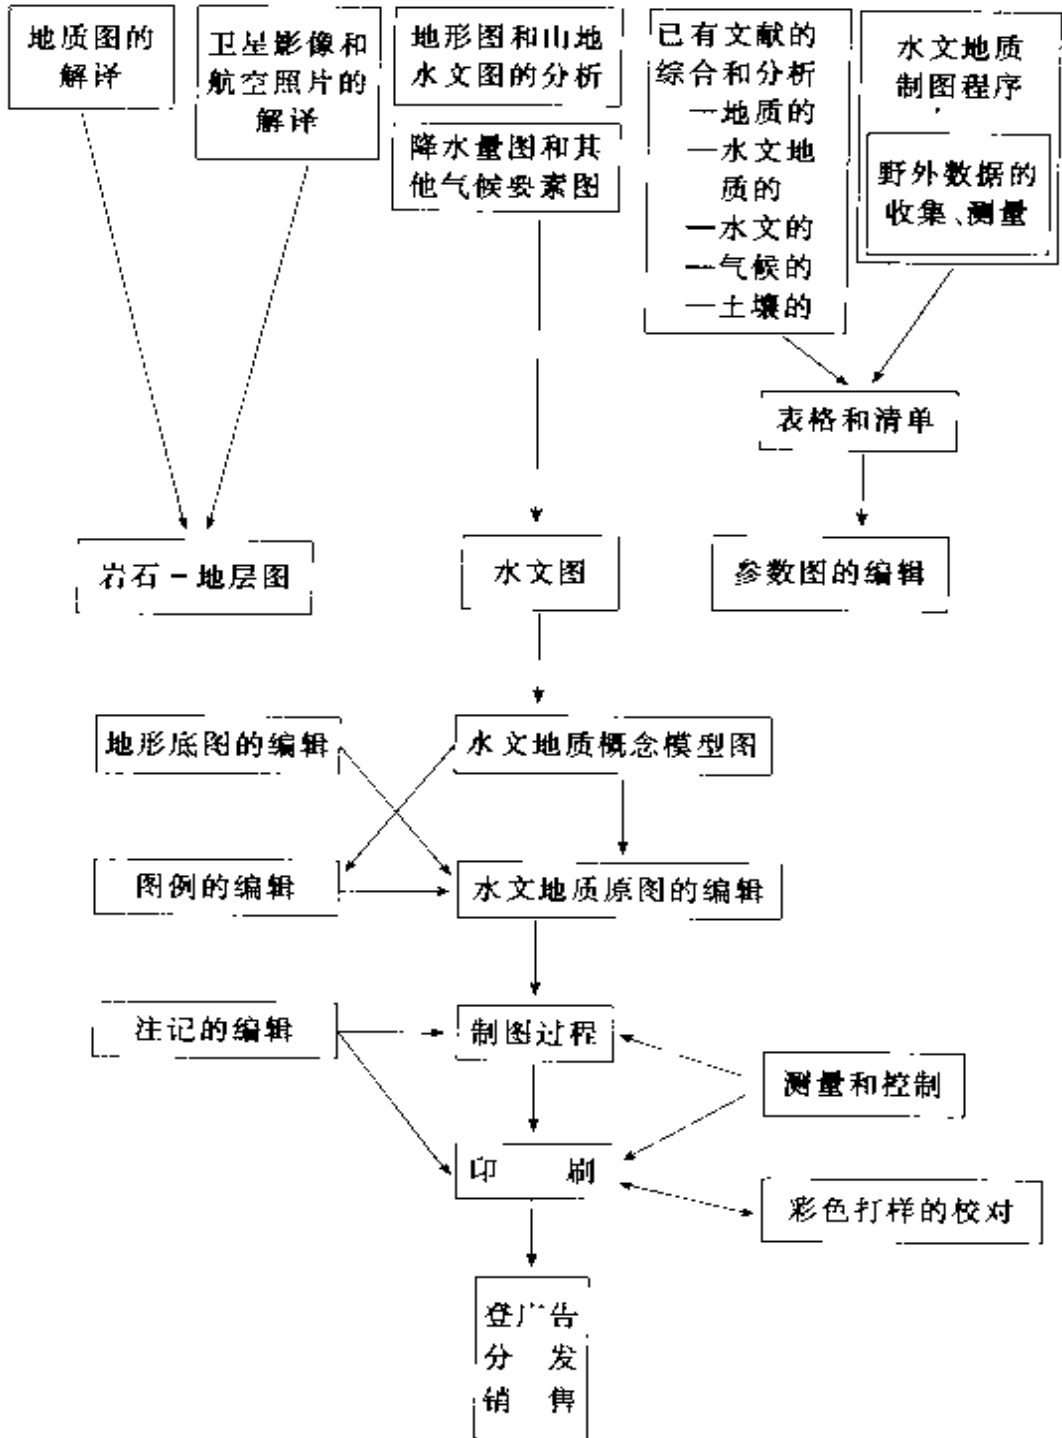 地质图的
解译
卫星影像和
航空照片的
解译
地形图和山地
水文图的分析
降水量图和其
他气候要素图
已有文献的
综合和分析
—地质的
—水文地
质的
—水文的
—气候的
—土壤的
水文地质
制图程序
野外数据的
收集、测量
表格和清单
岩石-地层图
水文图
参数图的编辑
地形底图的编辑
水文地质概念模型图
图例的编辑
水文地质原图的编辑
注记的编辑
制图过程
测量和控制
印 刷
彩色打样的校对
登广告
分 发
销 售